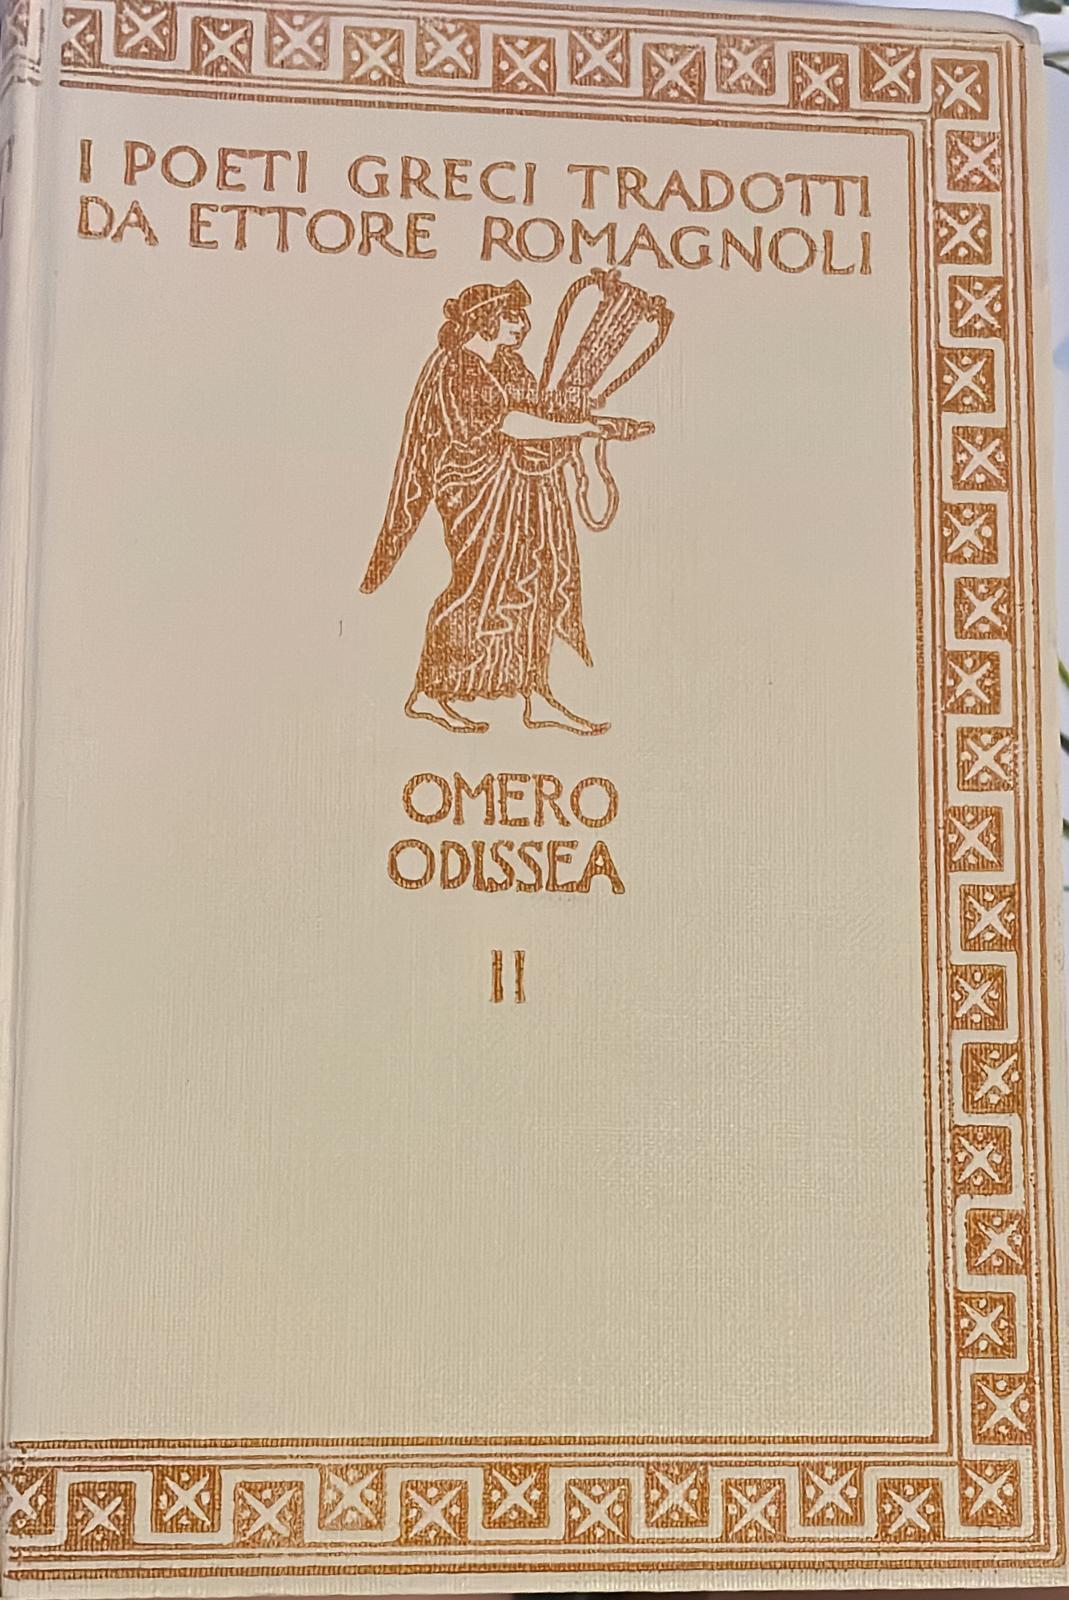 I POETI GRECI TRADOTTI
DA ETTORE ROMAGNOLI
OMERO
ODISSEA
II